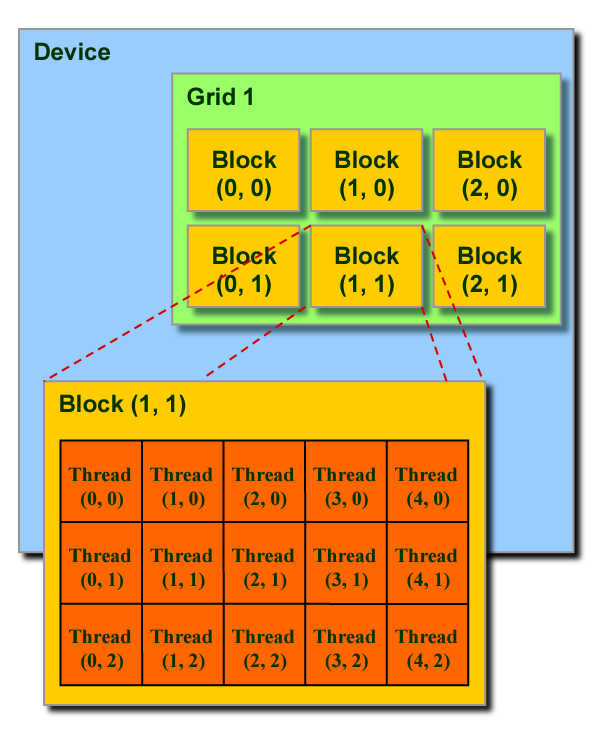 Device
Grid 1
Block Block Block
(0, 0) (1, 0) (2, 0)
Block Block Block
(0, 1) (1, 1) (2, 1)
Block (1, 1)
Thread Thread Thread Thread Thread
(0, 0) (1, 0) (2, 0) (3, 0) (4, 0)
Thread Thread Thread Thread Thread
(0, 1) (1, 1) (2, 1) (3, 1) (4, 1)
Thread Thread Thread Thread Thread
(0, 2) (1, 2) (2, 2) (3, 2) (4, 2)